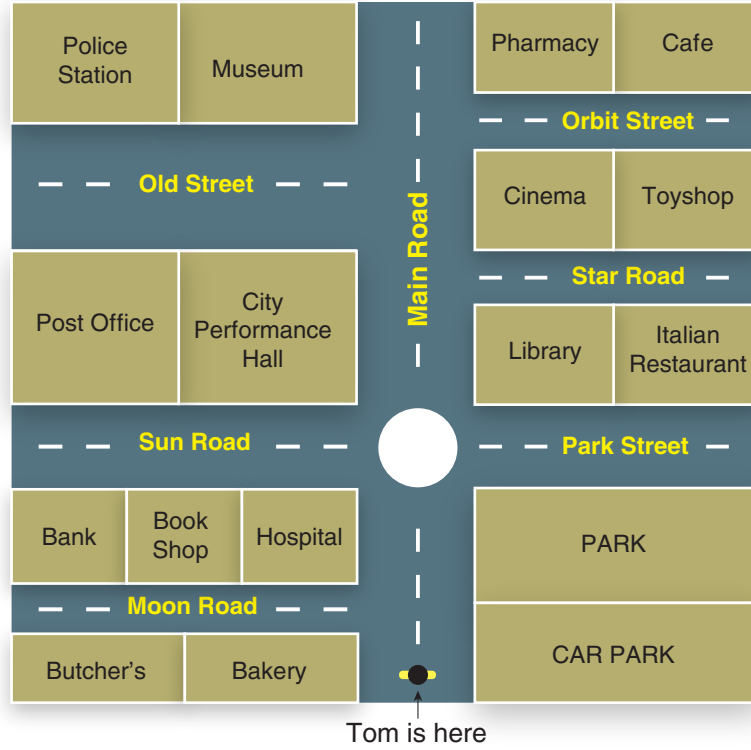 Police
Station
Museum
Pharmacy
Cafe
Orbit Street
Old Street
Cinema
Toyshop
Main Road
Star Road
Post Office
City
Performance
Hall
Library
Italian
Restaurant
Sun Road
Park Street
Bank
Book
Shop
Hospital
PARK
Moon Road
Butcher's
Bakery
CAR PARK
Tom is here